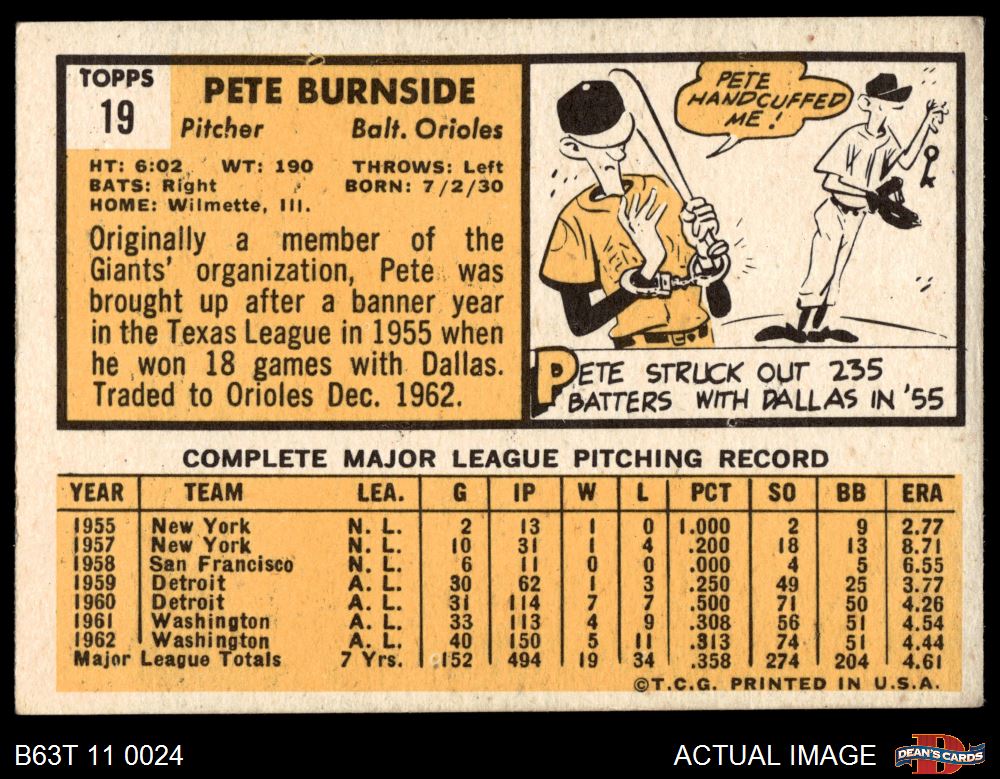 TOPPS
19
PETE BURNSIDE
Pitcher Balt. Orioles
HT: 6:02 WT: 190 THROWS: Left
BATS: Right BORN: 7/2/30
HOME: Wilmette, Ill.
Originally a member of the
Giants' organization, Pete was
brought up after a banner year
in the Texas League in 1955 when
he won 18 games with Dallas.
Traded to Orioles Dec. 1962.
PETE
HANDCUFFED
ME!
PETE STRUCK OUT 235
BATTERS WITH DALLAS IN '55
COMPLETE MAJOR LEAGUE PITCHING RECORD
YEAR TEAM LEA. G IP W L PCT SO BB ERA
1955 New York N. L. 2 13 1 0 1.000 2 9 2.77
1957 New York N. L. 10 31 1 4 .200 18 13 8.71
1958 San Francisco N. L. 6 11 0 0 .000 4 5 6.55
1959 Detroit A. L. 30 62 1 3 .250 49 25 3.77
1960 Detroit A. L. 31 114 7 7 .500 71 50 4.26
1961 Washington A. L. 33 113 4 9 .308 56 51 4.54
1962 Washington A. L. 40 150 5 11 .313 74 51 4.44
Major League Totals 7 Yrs. 152 494 19 34 .358 274 204 4.61
©T.C.G. PRINTED IN U.S.A.
B63T 11 0024 ACTUAL IMAGE
DEAN'S CARDS